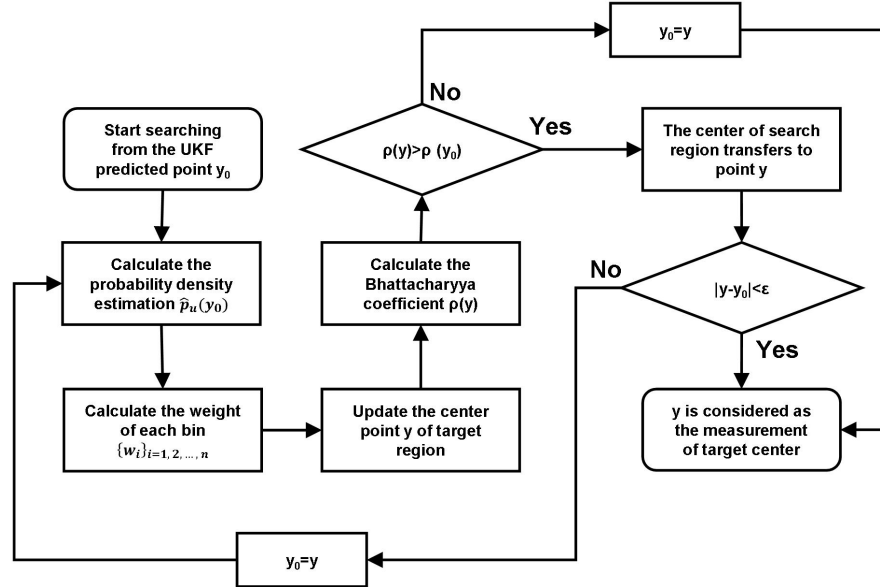 y₀=y
No
Yes
ρ(y)>ρ (y₀)
Start searching
from the UKF
predicted point y₀
The center of search
region transfers to
point y
Calculate the
probability density
estimation p̂ᵤ(y₀)
Calculate the
Bhattacharyya
coefficient ρ(y)
No
|y-y₀|<ε
Yes
Calculate the weight
of each bin
{wᵢ}ᵢ₌₁, ₂, …, ₙ
Update the center
point y of target
region
y is considered as
the measurement
of target center
y₀=y